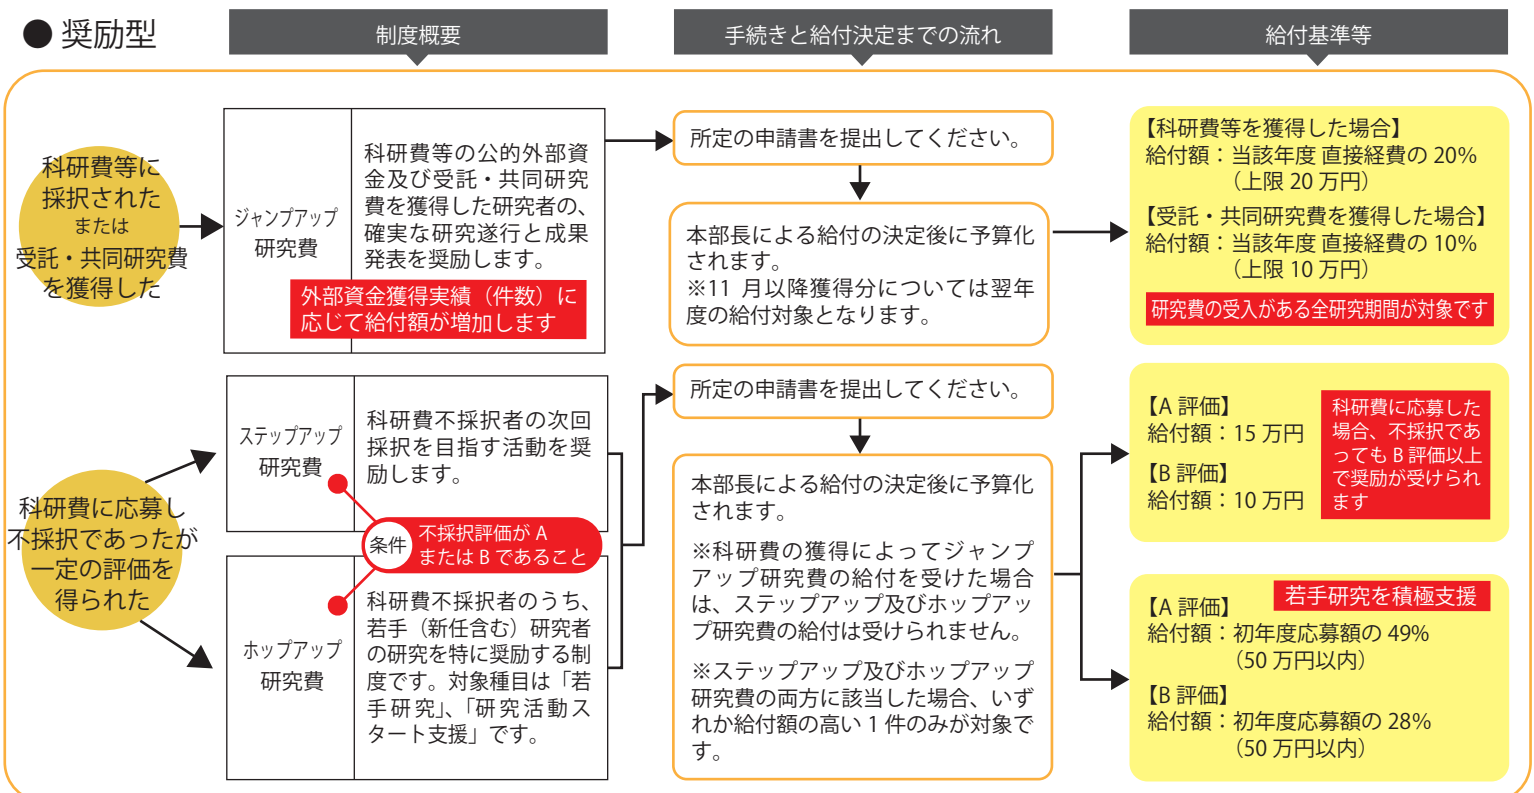 ● 奨励型
制度概要
手続きと給付決定までの流れ
給付基準等
科研費等に
採択された
または
受託・共同研究費
を獲得した
ジャンプアップ
研究費
科研費等の公的外部資
金及び受託・共同研究
費を獲得した研究者の、
確実な研究遂行と成果
発表を奨励します。
外部資金獲得実績（件数）に
応じて給付額が増加します
所定の申請書を提出してください。
本部長による給付の決定後に予算化
されます。
※11 月以降獲得分については翌年
度の給付対象となります。
【科研費等を獲得した場合】
給付額：当該年度 直接経費の 20%
（上限 20 万円）
【受託・共同研究費を獲得した場合】
給付額：当該年度 直接経費の 10%
（上限 10 万円）
研究費の受入がある全研究期間が対象です
科研費に応募し
不採択であったが
一定の評価を
得られた
ステップアップ
研究費
科研費不採択者の次回
採択を目指す活動を奨
励します。
条件
不採択評価が A
または B であること
ホップアップ
研究費
科研費不採択者のうち、
若手（新任含む）研究者
の研究を特に奨励する制
度です。対象種目は「若
手研究」、「研究活動ス
タート支援」です。
所定の申請書を提出してください。
本部長による給付の決定後に予算化
されます。
※科研費の獲得によってジャンプ
アップ研究費の給付を受けた場合
は、ステップアップ及びホップアッ
プ研究費の給付は受けられません。
※ステップアップ及びホップアップ
研究費の両方に該当した場合、いず
れか給付額の高い 1 件のみが対象で
す。
【A 評価】
給付額：15 万円
【B 評価】
給付額：10 万円
科研費に応募した
場合、不採択であ
っても B 評価以上
で奨励が受けられ
ます
若手研究を積極支援
【A 評価】
給付額：初年度応募額の 49%
（50 万円以内）
【B 評価】
給付額：初年度応募額の 28%
（50 万円以内）